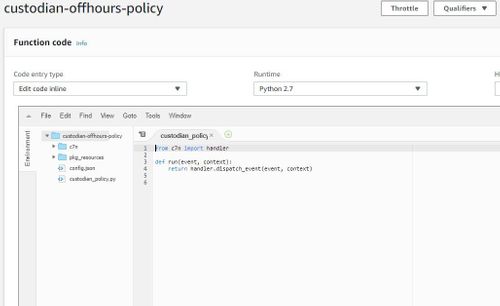 custodian-offhours-policy
Throttle
Qualifiers
Function code Info
Code entry type
Edit code inline
Runtime
Python 2.7
File Edit Find View Goto Tools Window
Environment
custodian-offhours-policy
c7n
pkg_resources
config.json
custodian_policy.py
custodian_policy
1 from c7n import handler
2
3 def run(event, context):
4 return handler.dispatch_event(event, context)
5
6